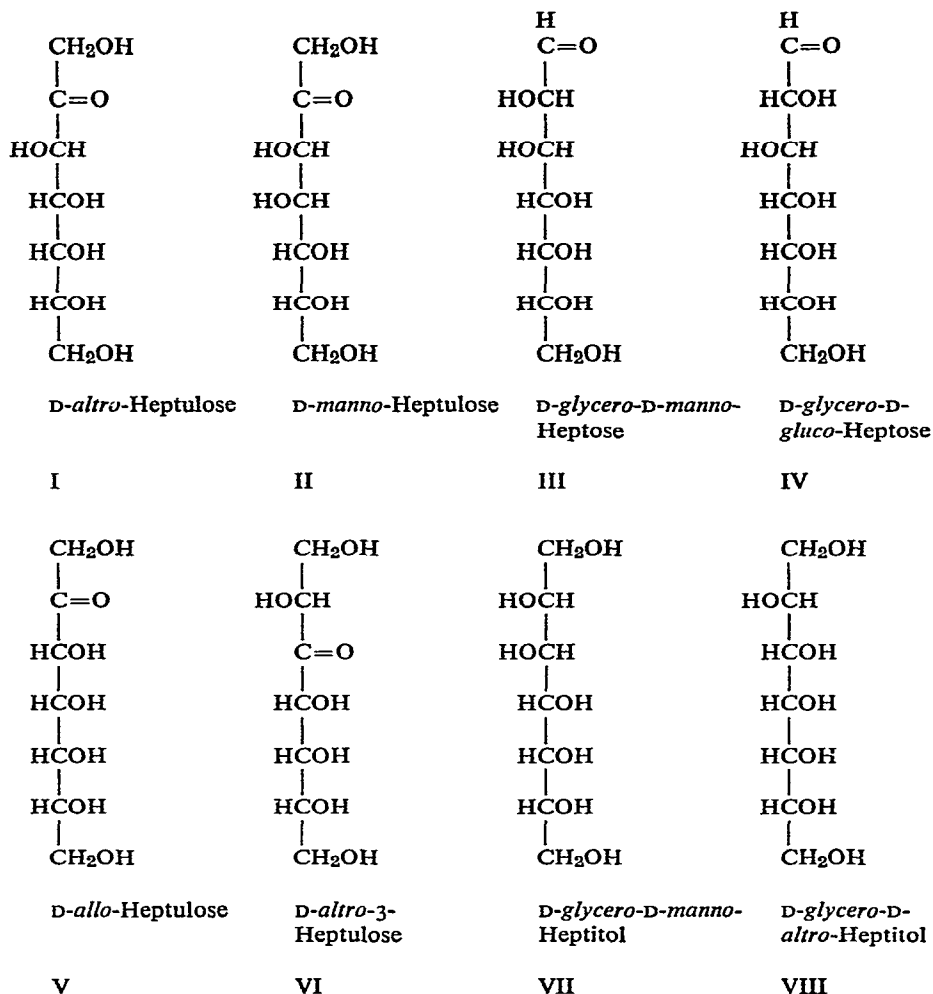 H H
CH₂OH CH₂OH C=O C=O
C=O C=O HOCH HCOH
HOCH HOCH HOCH HOCH
HCOH HOCH HCOH HCOH
HCOH HCOH HCOH HCOH
HCOH HCOH HCOH HCOH
CH₂OH CH₂OH CH₂OH CH₂OH
D-altro-Heptulose D-manno-Heptulose D-glycero-D-manno- D-glycero-D-
Heptose gluco-Heptose
I II III IV
CH₂OH CH₂OH CH₂OH CH₂OH
C=O HOCH HOCH HOCH
HCOH C=O HOCH HCOH
HCOH HCOH HCOH HCOH
HCOH HCOH HCOH HCOH
HCOH HCOH HCOH HCOH
CH₂OH CH₂OH CH₂OH CH₂OH
D-allo-Heptulose D-altro-3- D-glycero-D-manno- D-glycero-D-
Heptulose Heptitol altro-Heptitol
V VI VII VIII